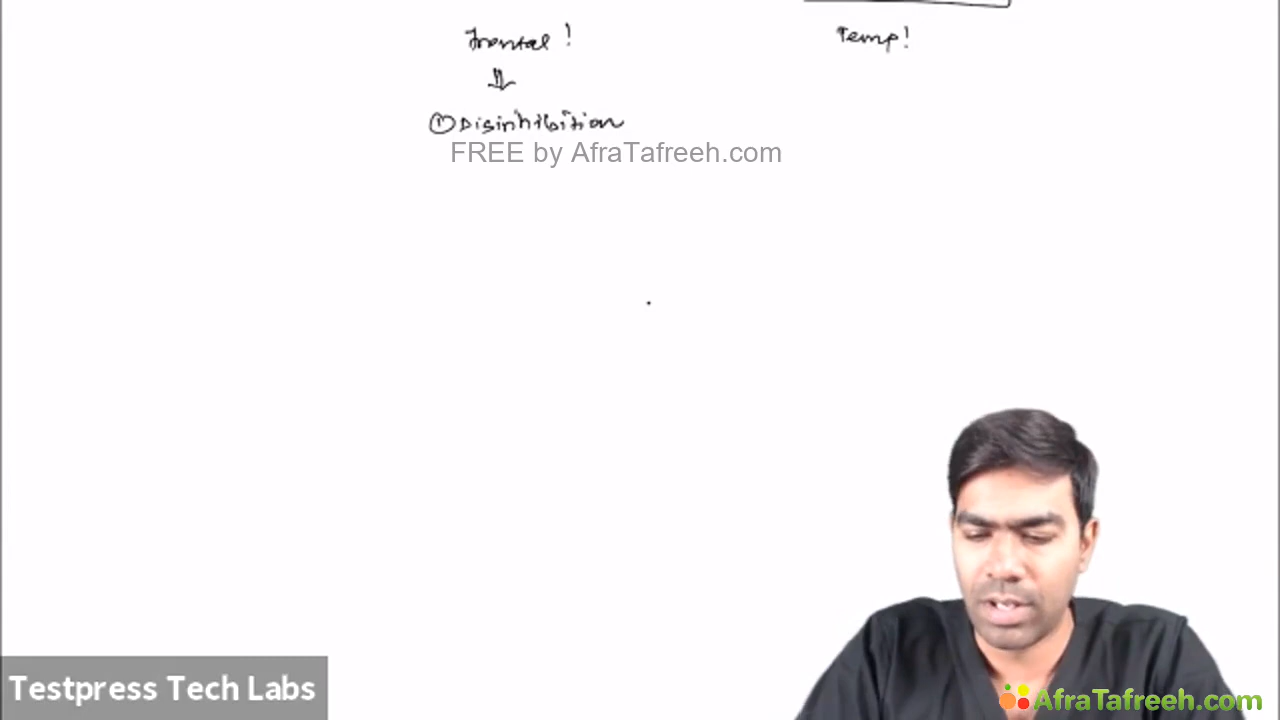 Frontal! Temp!
① Disinhibition
FREE by AfraTafreeh.com
Testpress Tech Labs
AfraTafreeh.com